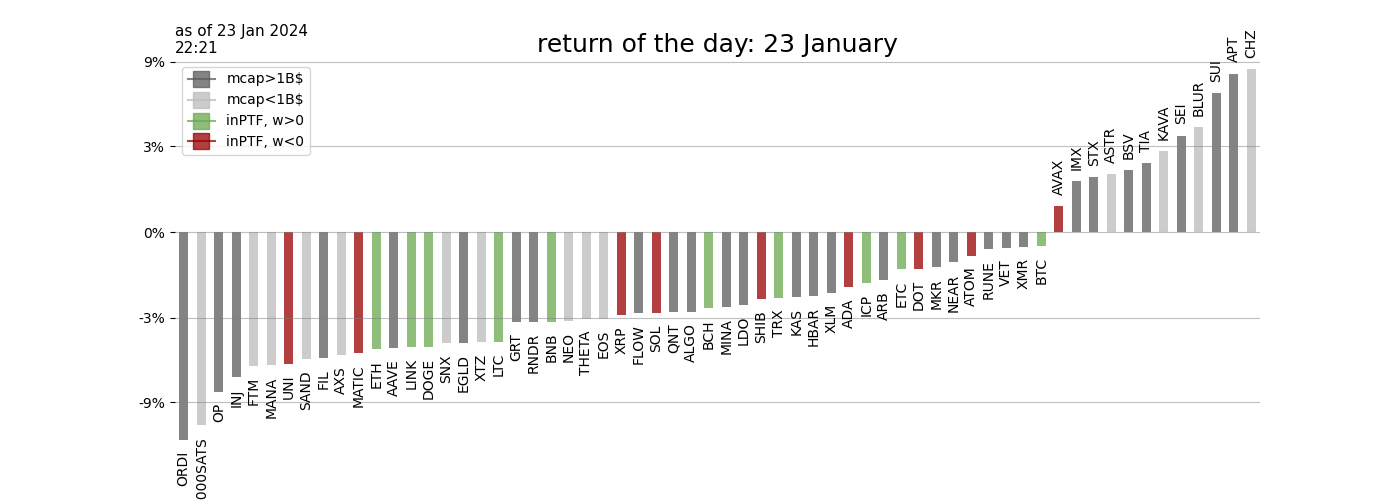 as of 23 Jan 2024
22:21
return of the day: 23 January
mcap>1B$
mcap<1B$
inPTF, w>0
inPTF, w<0
9%
3%
0%
-3%
-9%
ORDI
000SATS
OP
INJ
FTM
MANA
UNI
SAND
FIL
AXS
MATIC
ETH
AAVE
LINK
DOGE
SNX
EGLD
XTZ
LTC
GRT
RNDR
BNB
NEO
THETA
EOS
XRP
FLOW
SOL
QNT
ALGO
BCH
MINA
LDO
SHIB
TRX
KAS
HBAR
XLM
ADA
ICP
ARB
ETC
DOT
MKR
NEAR
ATOM
RUNE
VET
XMR
BTC
AVAX
IMX
STX
ASTR
BSV
TIA
KAVA
SEI
BLUR
SUI
APT
CHZ